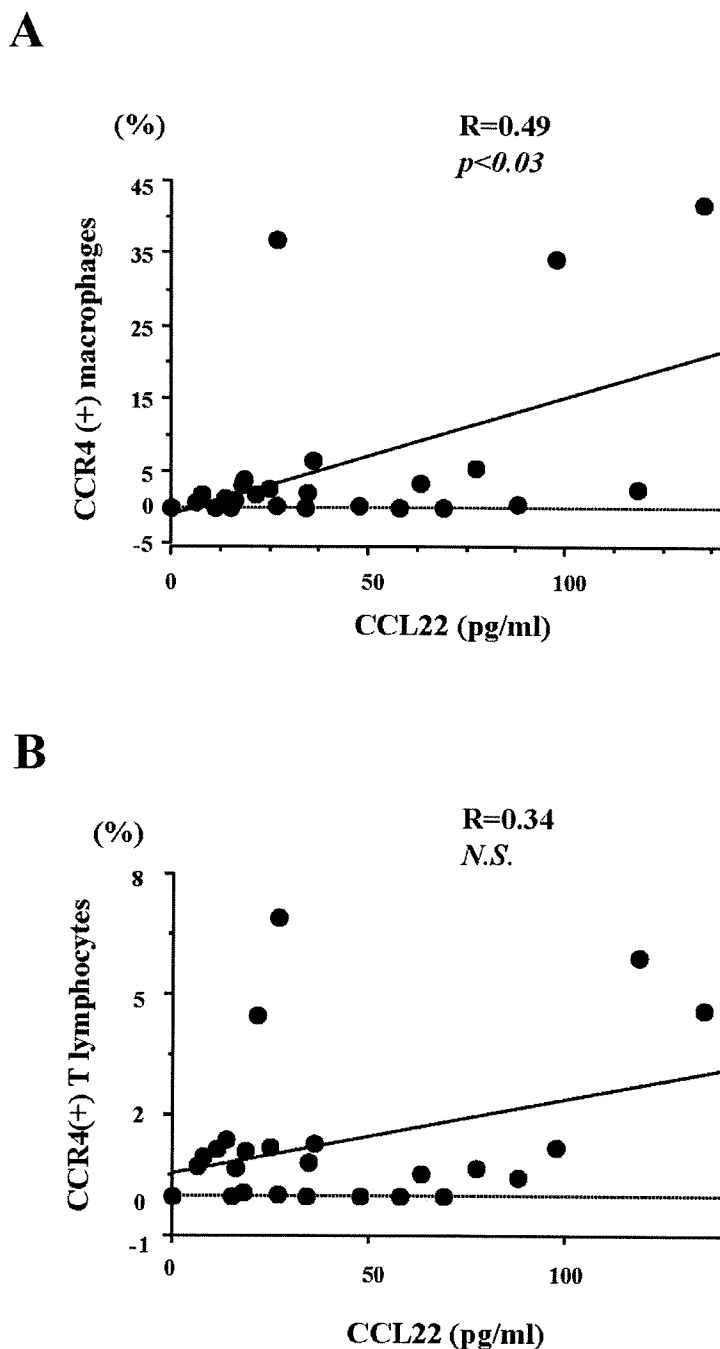 A
(%)
R=0.49
p<0.03
CCR4 (+) macrophages
45
35
25
15
5
0
-5
0
50
100
CCL22 (pg/ml)
B
(%)
R=0.34
N.S.
CCR4(+) T lymphocytes
8
5
2
0
-1
0
50
100
CCL22 (pg/ml)